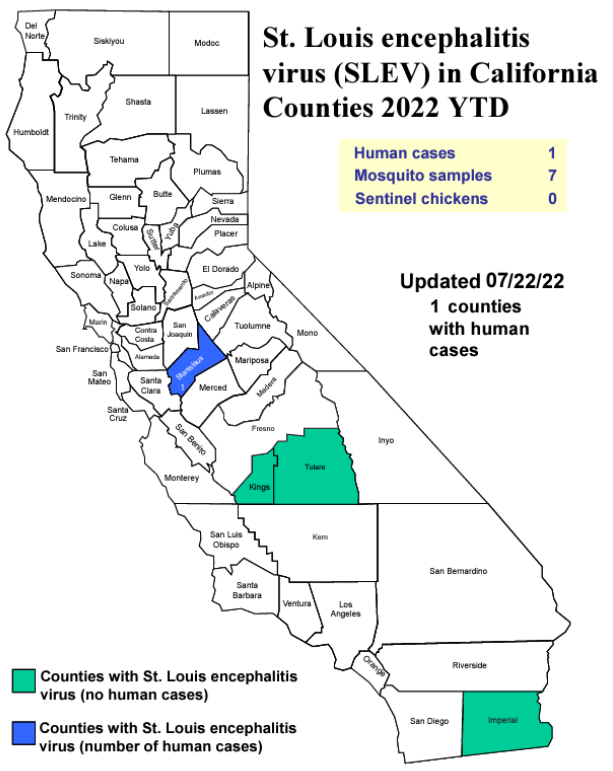 St. Louis encephalitis
virus (SLEV) in California
Counties 2022 YTD
Human cases 1
Mosquito samples 7
Sentinel chickens 0
Updated 07/22/22
1 counties
with human
cases
Del
Norte
Siskiyou
Modoc
Humboldt
Trinity
Shasta
Lassen
Tehama
Plumas
Mendocino
Glenn
Butte
Sierra
Colusa
Sutter
Yuba
Nevada
Placer
Lake
Sonoma
Napa
Yolo
El Dorado
Sacramento
Amador
Alpine
Solano
Calaveras
Marin
Contra
Costa
San
Joaquin
Tuolumne
Mono
San Francisco
Alameda
Stanislaus
1
Mariposa
San
Mateo
Santa
Clara
Merced
Madera
Santa
Cruz
San Benito
Fresno
Inyo
Monterey
Kings
Tulare
San Luis
Obispo
Kern
San Bernardino
Santa
Barbara
Ventura
Los
Angeles
Orange
Riverside
San Diego
Imperial
Counties with St. Louis encephalitis
virus (no human cases)
Counties with St. Louis encephalitis
virus (number of human cases)